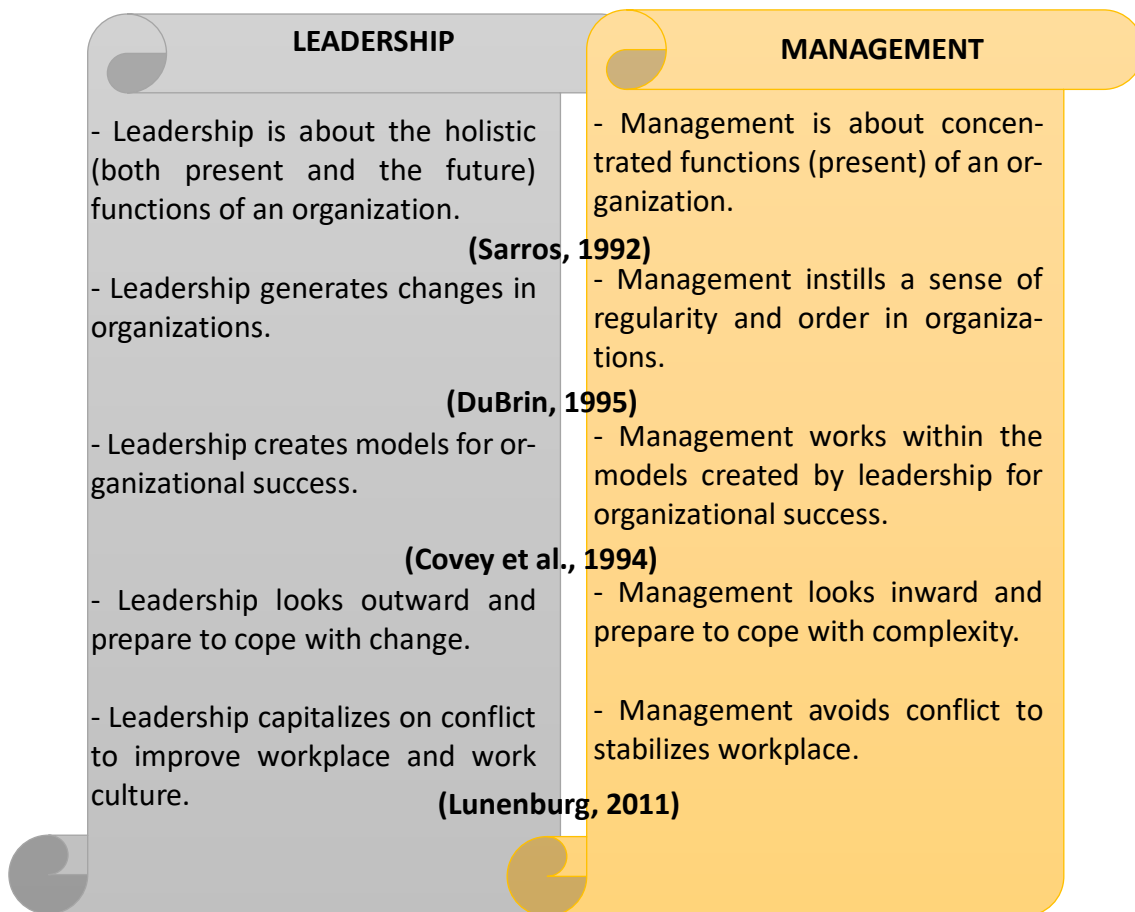 LEADERSHIP
MANAGEMENT
- Leadership is about the holistic
(both present and the future)
functions of an organization.
- Management is about concen-
trated functions (present) of an or-
ganization.
(Sarros, 1992)
- Leadership generates changes in
organizations.
- Management instills a sense of
regularity and order in organiza-
tions.
(DuBrin, 1995)
- Leadership creates models for or-
ganizational success.
- Management works within the
models created by leadership for
organizational success.
(Covey et al., 1994)
- Leadership looks outward and
prepare to cope with change.
- Management looks inward and
prepare to cope with complexity.
- Leadership capitalizes on conflict
to improve workplace and work
culture.
- Management avoids conflict to
stabilizes workplace.
(Lunenburg, 2011)